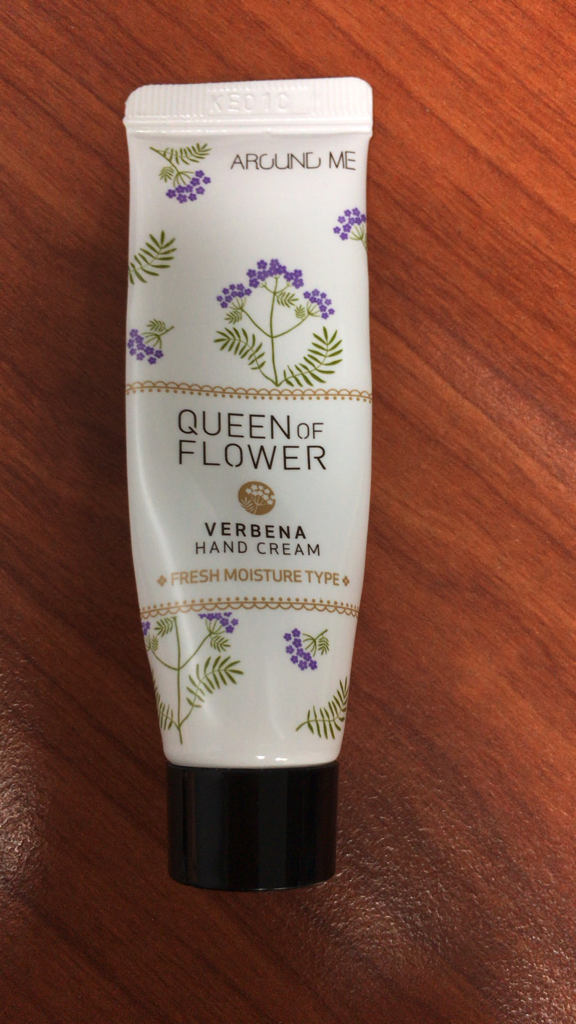 AROUND ME
QUEEN OF
FLOWER
VERBENA
HAND CREAM
FRESH MOISTURE TYPE